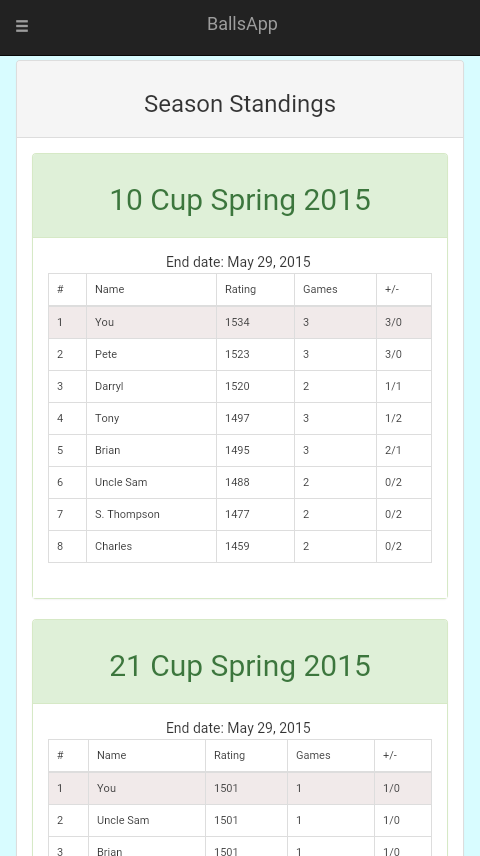 BallsApp
Season Standings
10 Cup Spring 2015
End date: May 29, 2015
# Name Rating Games +/-
1 You 1534 3 3/0
2 Pete 1523 3 3/0
3 Darryl 1520 2 1/1
4 Tony 1497 3 1/2
5 Brian 1495 3 2/1
6 Uncle Sam 1488 2 0/2
7 S. Thompson 1477 2 0/2
8 Charles 1459 2 0/2
21 Cup Spring 2015
End date: May 29, 2015
# Name Rating Games +/-
1 You 1501 1 1/0
2 Uncle Sam 1501 1 1/0
3 Brian 1501 1 1/0